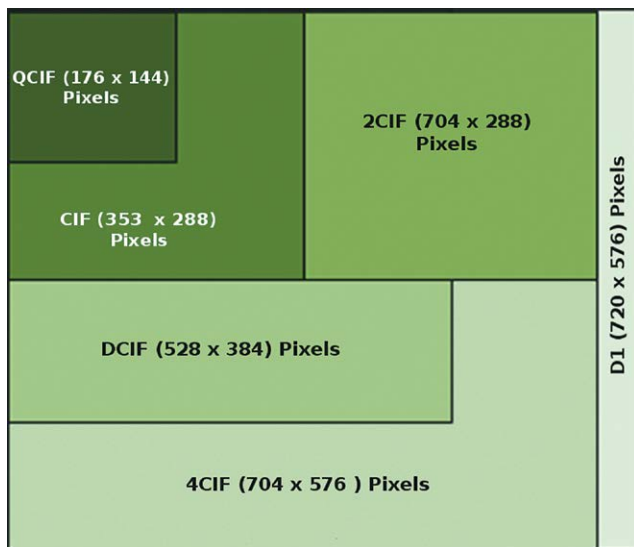 QCIF (176 x 144)
Pixels
2CIF (704 x 288)
Pixels
CIF (353  x 288)
Pixels
D1 (720 x 576) Pixels
DCIF (528 x 384) Pixels
4CIF (704 x 576 ) Pixels